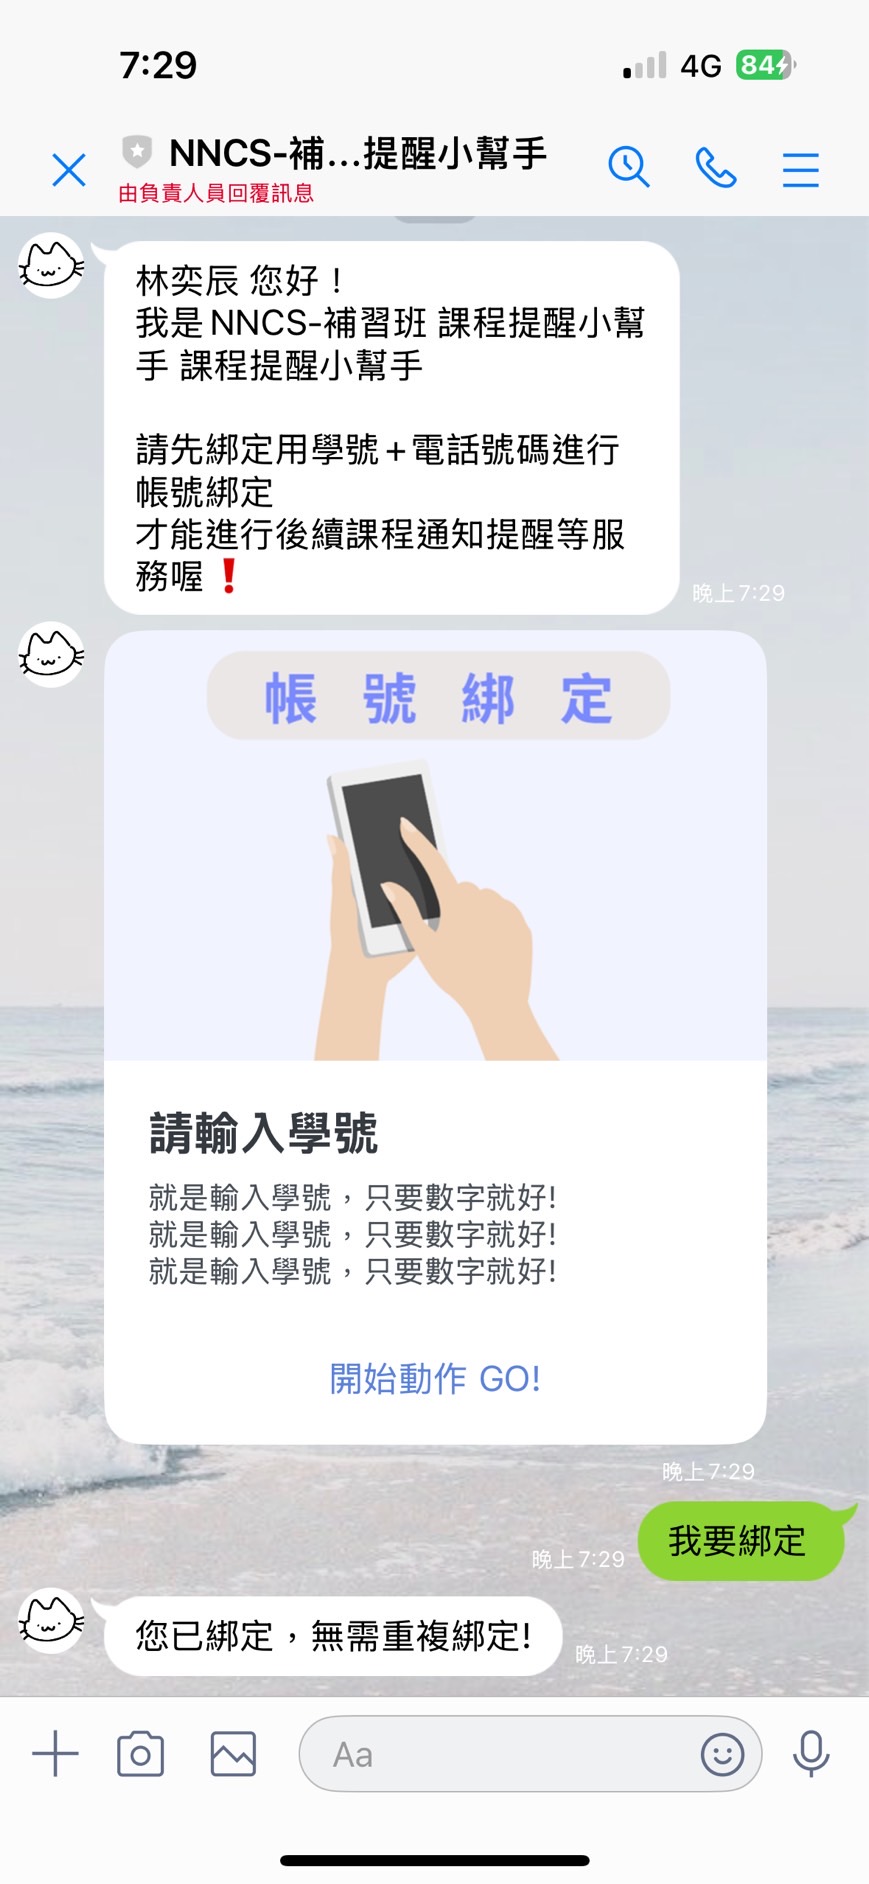 7:29
4G
84
NNCS-補...提醒小幫手
由負責人員回覆訊息
林奕辰 您好！
我是NNCS-補習班 課程提醒小幫
手 課程提醒小幫手
請先綁定用學號+電話號碼進行
帳號綁定
才能進行後續課程通知提醒等服
務喔❗
晚上7:29
帳 號 綁 定
請輸入學號
就是輸入學號，只要數字就好!
就是輸入學號，只要數字就好!
就是輸入學號，只要數字就好!
開始動作 GO!
晚上7:29
我要綁定
晚上7:29
您已綁定，無需重複綁定!
晚上7:29
Aa